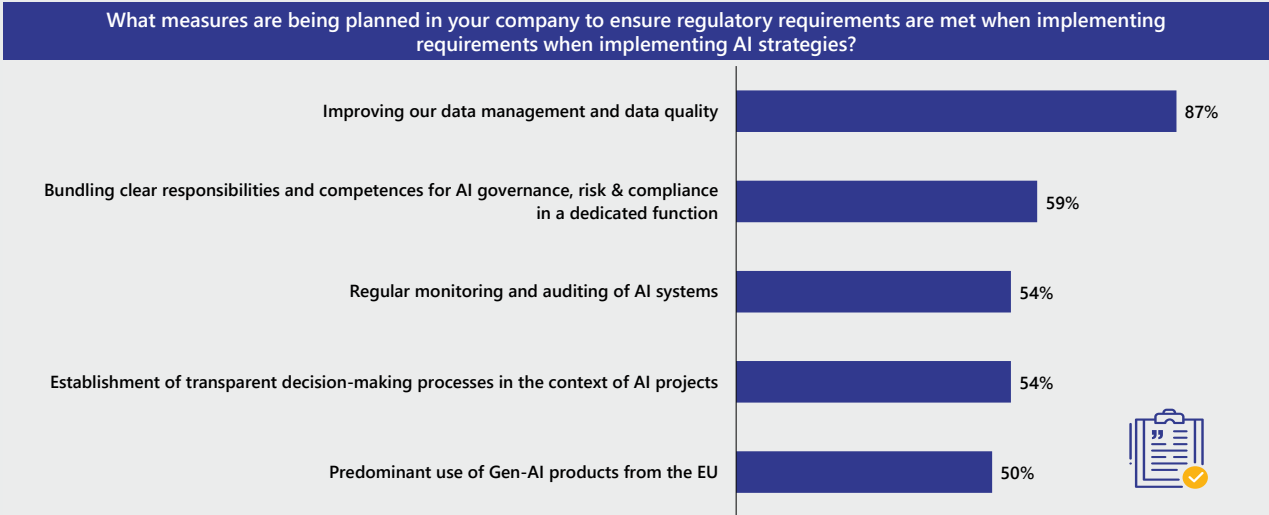 What measures are being planned in your company to ensure regulatory requirements are met when implementing
requirements when implementing AI strategies?
Improving our data management and data quality
87%
Bundling clear responsibilities and competences for AI governance, risk & compliance
in a dedicated function
59%
Regular monitoring and auditing of AI systems
54%
Establishment of transparent decision-making processes in the context of AI projects
54%
Predominant use of Gen-AI products from the EU
50%